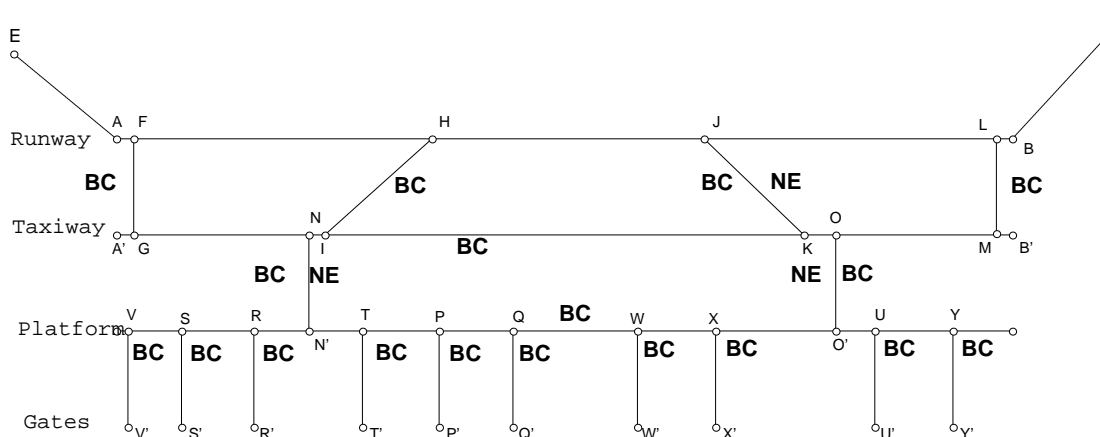 E
A F H J L
Runway B
BC BC BC NE BC
N O
Taxiway
A' G I BC K M B'
BC NE NE BC
V S R T P Q BC W X U Y
Platform
N' O'
BC BC BC BC BC BC BC BC BC BC
Gates
V' S' R' T' P' Q' W' X' U' Y'